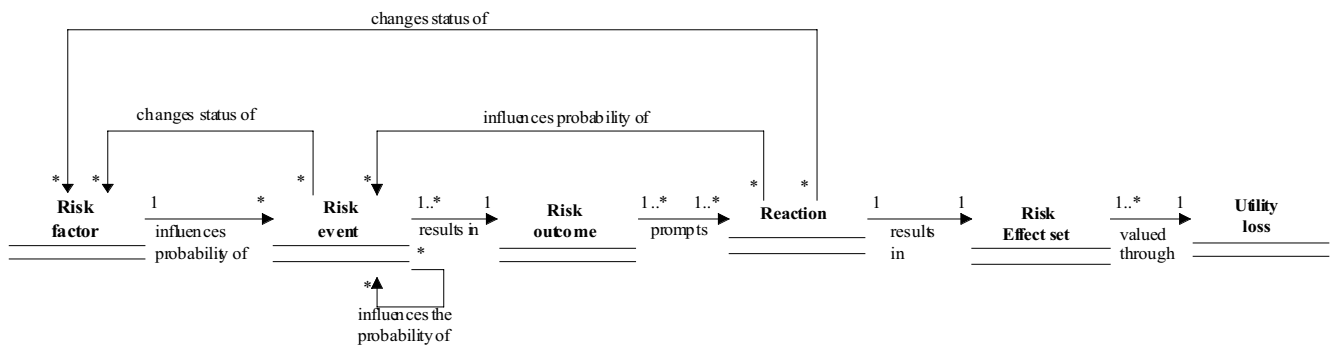 changes status of
changes status of
influences probability of
* * * * * *
1 * 1..* 1 1..* 1..* 1 1 1..* 1
Risk
factor
influences
probability of
Risk
event
results in
Risk
outcome
prompts
Reaction
results
in
Risk
Effect set
valued
through
Utility
loss
*
*
influences the
probability of